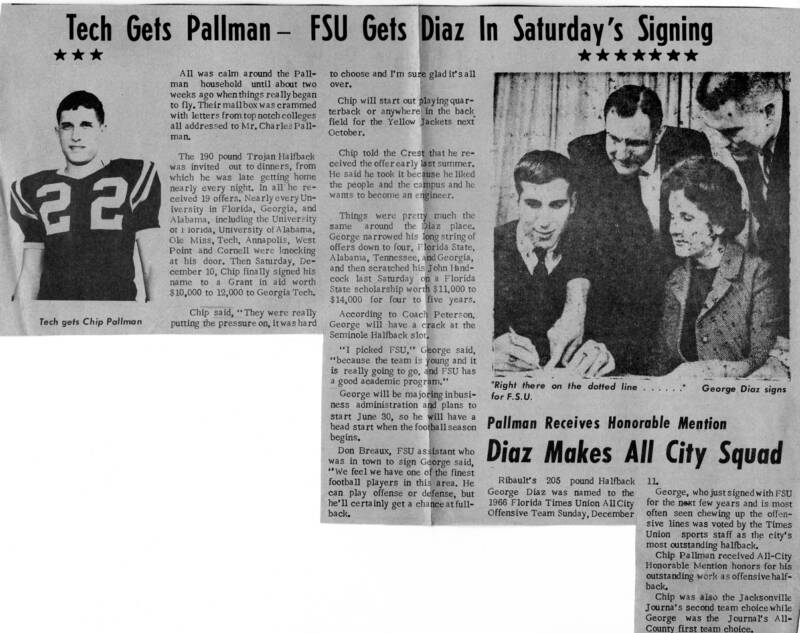 Tech Gets Pallman — FSU Gets Diaz In Saturday's Signing
All was calm around the Pall-
man household until about two
weeks ago when things really began
to fly. Their mailbox was crammed
with letters from top notch colleges
all addressed to Mr. Charles Pall-
man.
The 190 pound Trojan Halfback
was invited out to dinners, from
which he was late getting home
nearly every night. In all he re-
ceived 19 offers. Nearly every Uni-
versity in Florida, Georgia, and
Alabama, including the University
of Florida, University of Alabama,
Ole Miss, Tech, Annapolis, West
Point and Cornell were knocking
at his door. Then Saturday, De-
cember 10, Chip finally signed his
name to a Grant in aid worth
$10,000 to 12,000 to Georgia Tech.
Chip said, "They were really
putting the pressure on, it was hard
22
Tech gets Chip Pallman
to choose and I'm sure glad it's all
over.
Chip will start out playing quar-
terback or anywhere in the back
field for the Yellow Jackets next
October.
Chip told the Crest that he re-
ceived the offer early last summer.
He said he took it because he liked
the people and the campus and he
wants to become an engineer.
Things were pretty much the
same around the Diaz place.
George narrowed his long string of
offers down to four, Florida State,
Alabama, Tennessee, and Georgia,
and then scratched his John Hand-
cock last Saturday on a Florida
State scholarship worth $11,000 to
$14,000 for four to five years.
According to Coach Peterson,
George will have a crack at the
Seminole Halfback slot.
"I picked FSU," George said,
"because the team is young and it
is really going to go, and FSU has
a good academic program."
George will be majoring in busi-
ness administration and plans to
start June 30, so he will have a
head start when the football season
begins.
Don Breaux, FSU assistant who
was in town to sign George said,
"We feel we have one of the finest
football players in this area. He
can play offense or defense, but
he'll certainly get a chance at full-
back.
"Right there on the dotted line . . . . . ." George Diaz signs
for F.S.U.
Pallman Receives Honorable Mention
Diaz Makes All City Squad
Ribault's 205 pound Halfback
George Diaz was named to the
1966 Florida Times Union All City
Offensive Team Sunday, December
11.
George, who just signed with FSU
for the next few years and is most
often seen chewing up the offen-
sive lines was voted by the Times
Union sports staff as the city's
most outstanding halfback.
Chip Pallman received All-City
Honorable Mention honors for his
outstanding work as offensive half-
back.
Chip was also the Jacksonville
Journa's second team choice while
George was the Journal's All-
County first team choice.